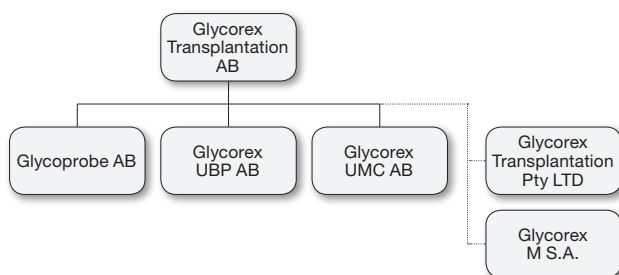 Glycorex
Transplantation
AB
Glycoprobe AB
Glycorex
UBP AB
Glycorex
UMC AB
Glycorex
Transplantation
Pty LTD
Glycorex
M S.A.